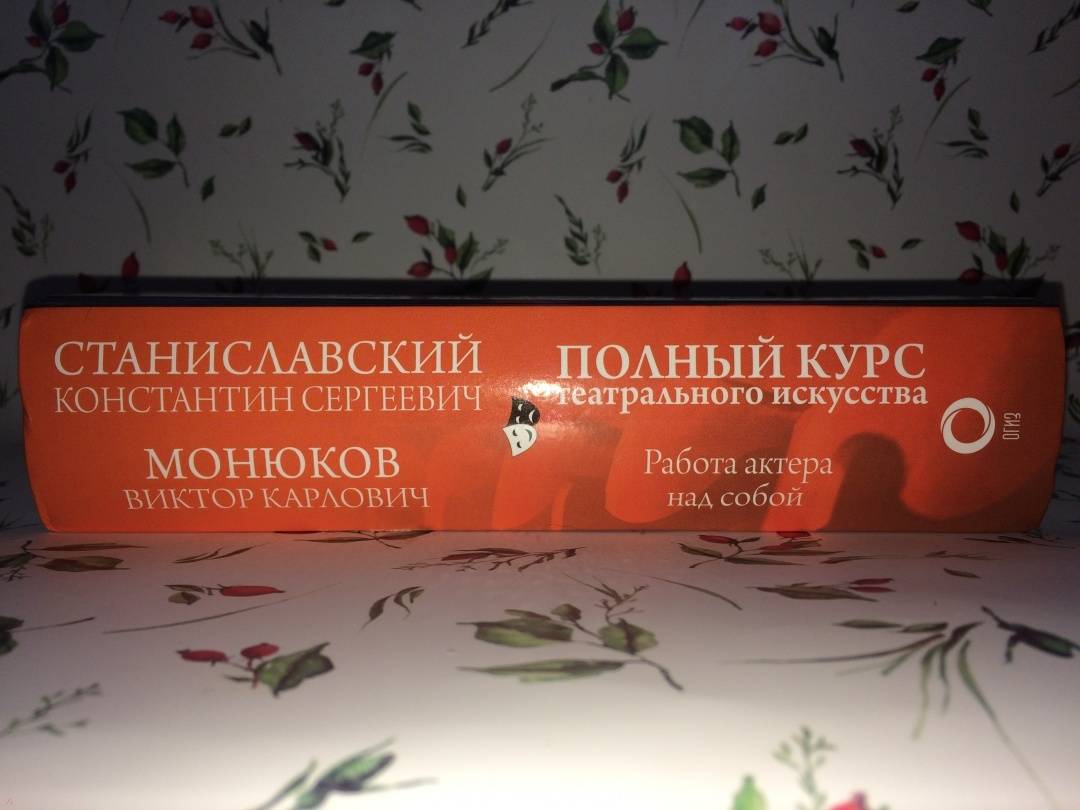 СТАНИСЛАВСКИЙ
КОНСТАНТИН СЕРГЕЕВИЧ
МОНЮКОВ
ВИКТОР КАРЛОВИЧ
ПОЛНЫЙ КУРС
театрального искусства
Работа актера
над собой
ОГИЗ